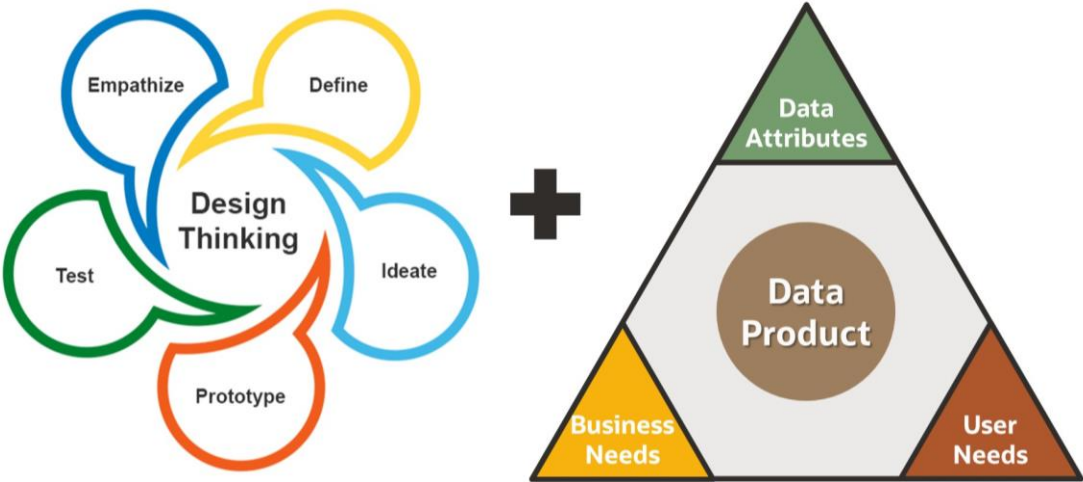 Empathize
Define
Design
Thinking
Test
Ideate
Prototype
Data
Attributes
Data
Product
Business
Needs
User
Needs